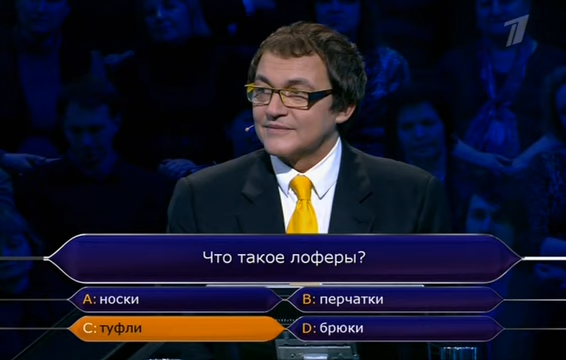 Что такое лоферы?
A: носки
B: перчатки
C: туфли
D: брюки